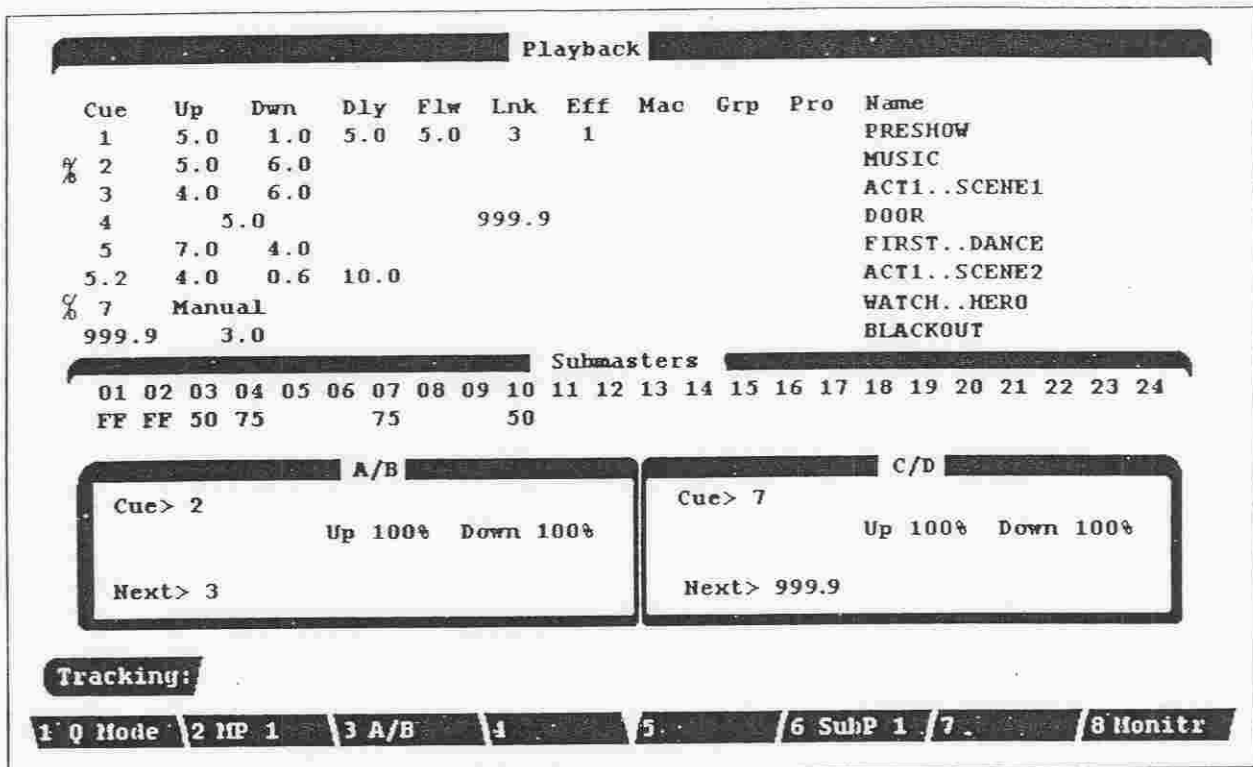 Playback
Cue Up Dwn Dly Flw Lnk Eff Mac Grp Pro Name
1 5.0 1.0 5.0 5.0 3 1 PRESHOW
A/B 2 5.0 6.0 MUSIC
3 4.0 6.0 ACT1..SCENE1
4 5.0 999.9 DOOR
5 7.0 4.0 FIRST..DANCE
5.2 4.0 0.6 10.0 ACT1..SCENE2
C/D 7 Manual WATCH..HERO
999.9 3.0 BLACKOUT
Submasters
01 02 03 04 05 06 07 08 09 10 11 12 13 14 15 16 17 18 19 20 21 22 23 24
FF FF 50 75 75 50
A/B
Cue> 2
Up 100% Down 100%
Next> 3
C/D
Cue> 7
Up 100% Down 100%
Next> 999.9
Tracking:
1 Q Mode 2 MP 1 3 A/B 4 5 6 SubP 1 7 8 Monitr